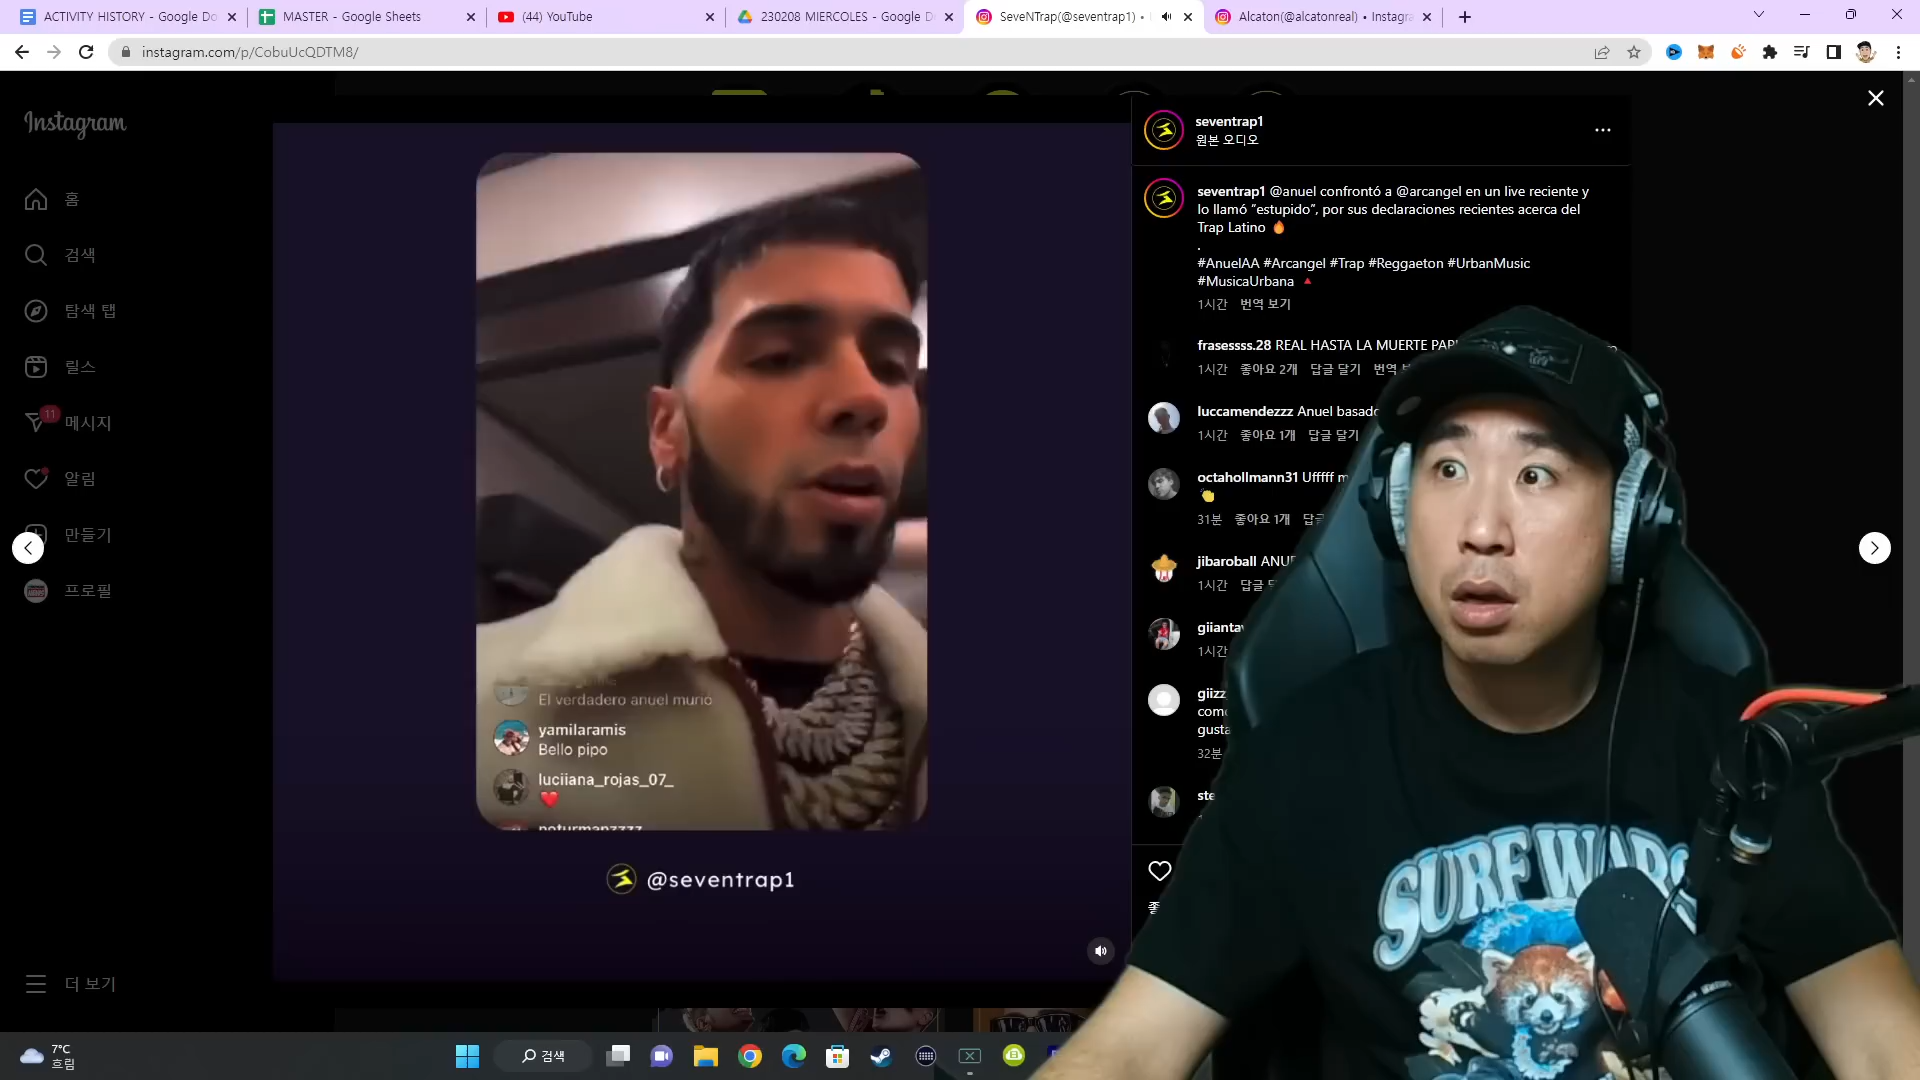 ACTIVITY HISTORY - Google Do
MASTER - Google Sheets
(44) YouTube
230208 MIERCOLES - Google D
SeveNTrap(@seventrap1) •
Alcaton(@alcatonreal) • Instagra
instagram.com/p/CobuUcQDTM8/
Instagram
홈
검색
탐색 탭
릴스
11
메시지
알림
만들기
프로필
더 보기
El verdadero anuel murió
yamilaramis
Bello pipo
luciiana_rojas_07_
@seventrap1
seventrap1
원본 오디오
seventrap1 @anuel confrontó a @arcangel en un live reciente y
lo llamó "estupido", por sus declaraciones recientes acerca del
Trap Latino 🔥
.
#AnuelAA #Arcangel #Trap #Reggaeton #UrbanMusic
#MusicaUrbana 🔺
1시간 번역 보기
frasessss.28 REAL HASTA LA MUERTE
1시간 좋아요 2개 답글 달기 번역
luccamendezzz Anuel basado
1시간 좋아요 1개 답글 달기
octahollmann31 Ufffff
👏
31분 좋아요 1개
jibaroball
1시간
1시간
32분
SURF WARS
7°C
흐림
검색